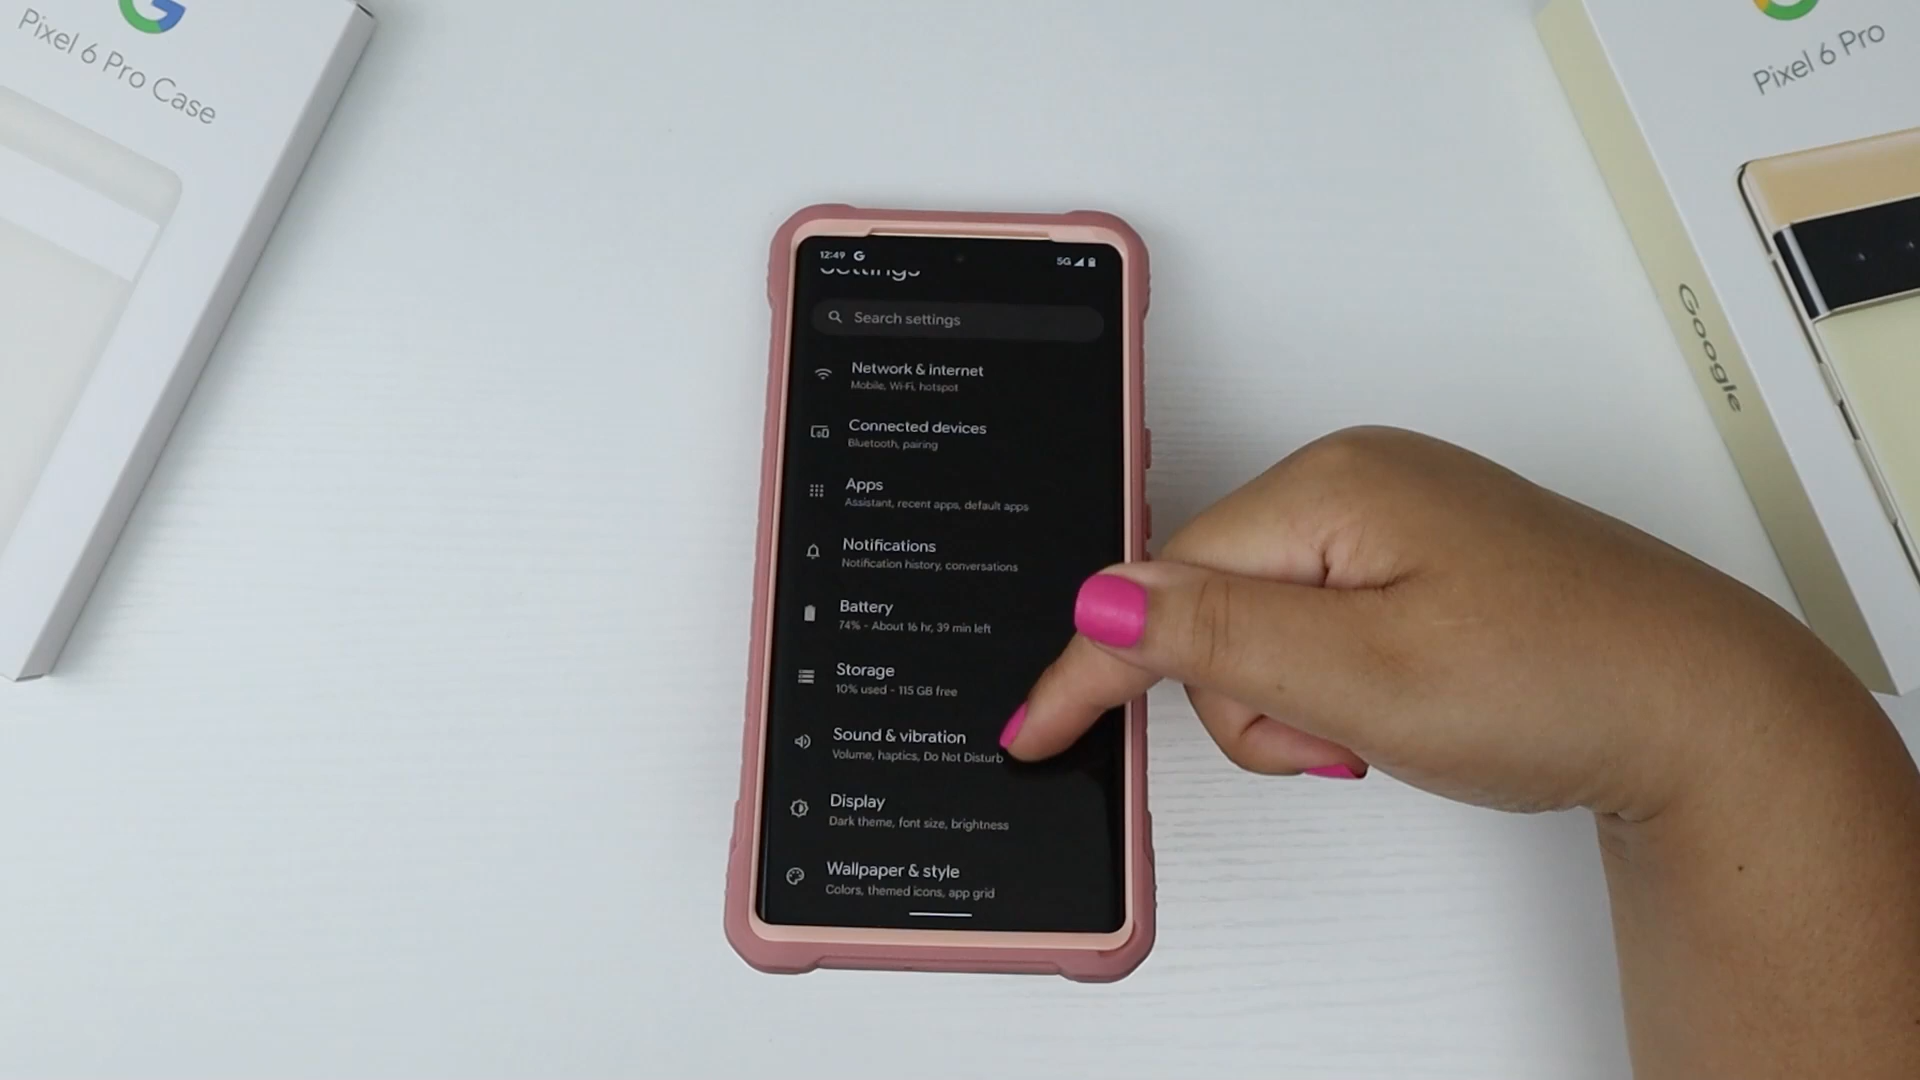 Pixel 6 Pro Case
Pixel 6 Pro
Google
12:49 G
5G
Settings
Search settings
Network & internet
Mobile, Wi-Fi, hotspot
Connected devices
Bluetooth, pairing
Apps
Assistant, recent apps, default apps
Notifications
Notification history, conversations
Battery
74% - About 16 hr, 39 min left
Storage
10% used - 115 GB free
Sound & vibration
Volume, haptics, Do Not Disturb
Display
Dark theme, font size, brightness
Wallpaper & style
Colors, themed icons, app grid